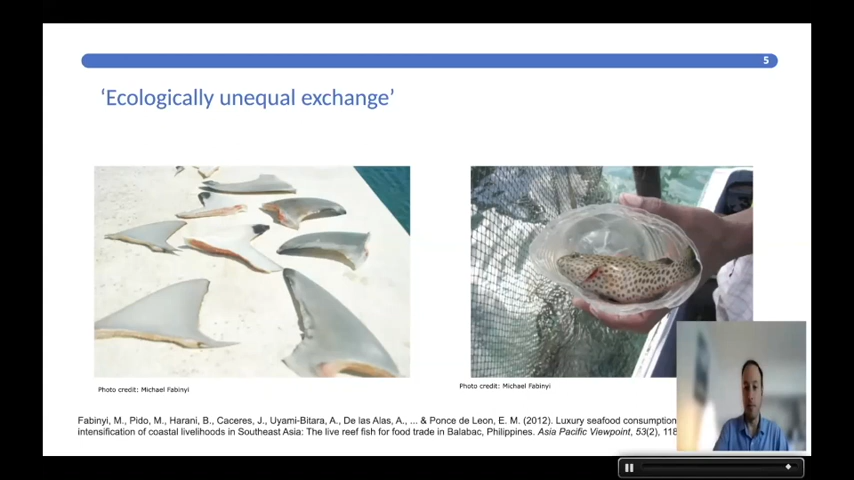 5
‘Ecologically unequal exchange’
Photo credit: Michael Fabinyi
Photo credit: Michael Fabinyi
Fabinyi, M., Pido, M., Harani, B., Caceres, J., Uyami-Bitara, A., De las Alas, A., ... & Ponce de Leon, E. M. (2012). Luxury seafood consumption
intensification of coastal livelihoods in Southeast Asia: The live reef fish for food trade in Balabac, Philippines. Asia Pacific Viewpoint, 53(2), 118